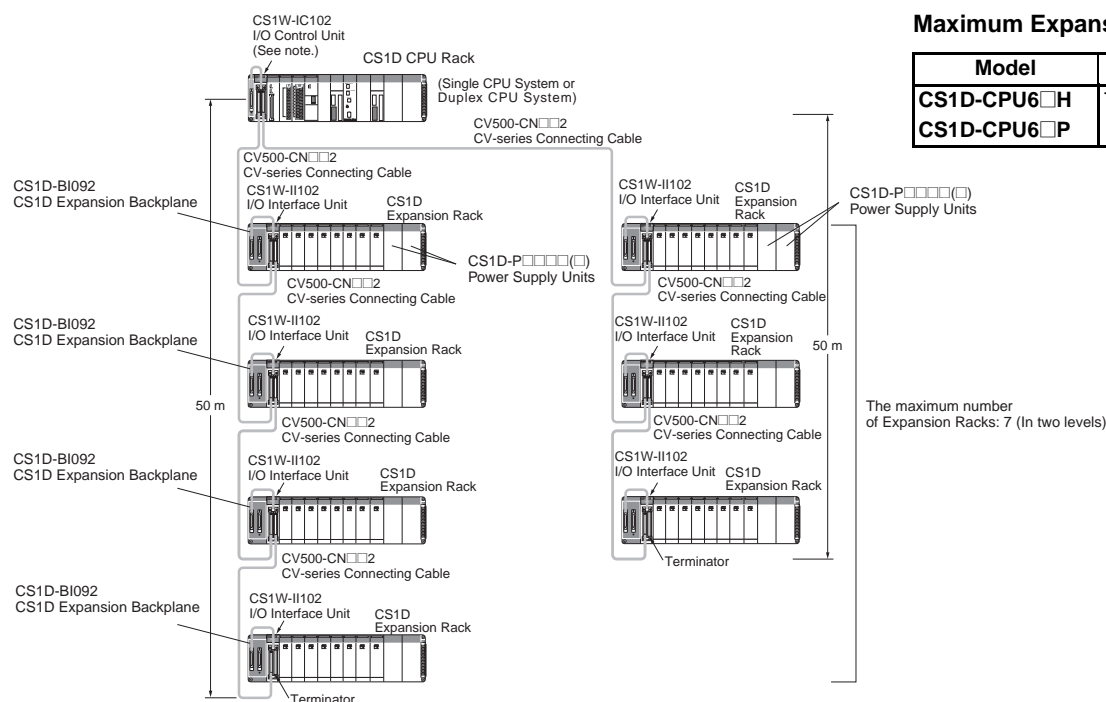 CS1W-IC102
I/O Control Unit
(See note.)
CS1D CPU Rack
(Single CPU System or
Duplex CPU System)
Maximum Expans
Model
CS1D-CPU6□H
CS1D-CPU6□P
CV500-CN□□2
CV-series Connecting Cable
CV500-CN□□2
CV-series Connecting Cable
CS1D-BI092
CS1D Expansion Backplane
CS1W-II102
I/O Interface Unit
CS1D
Expansion Rack
CS1D-P□□□□(□)
Power Supply Units
CS1W-II102
I/O Interface Unit
CS1D
Expansion
Rack
CS1D-P□□□□(□)
Power Supply Units
CV500-CN□□2
CV-series Connecting Cable
CV500-CN□□2
CV-series Connecting Cable
CS1D-BI092
CS1D Expansion Backplane
CS1W-II102
I/O Interface Unit
CS1D
Expansion Rack
CS1W-II102
I/O Interface Unit
CS1D
Expansion
Rack
50 m
50 m
CV500-CN□□2
CV-series Connecting Cable
CV500-CN□□2
CV-series Connecting Cable
The maximum number
of Expansion Racks: 7 (In two levels)
CS1D-BI092
CS1D Expansion Backplane
CS1W-II102
I/O Interface Unit
CS1D
Expansion Rack
CS1W-II102
I/O Interface Unit
CS1D
Expansion Rack
CV500-CN□□2
CV-series Connecting Cable
Terminator
CS1D-BI092
CS1D Expansion Backplane
CS1W-II102
I/O Interface Unit
CS1D
Expansion Rack
Terminator